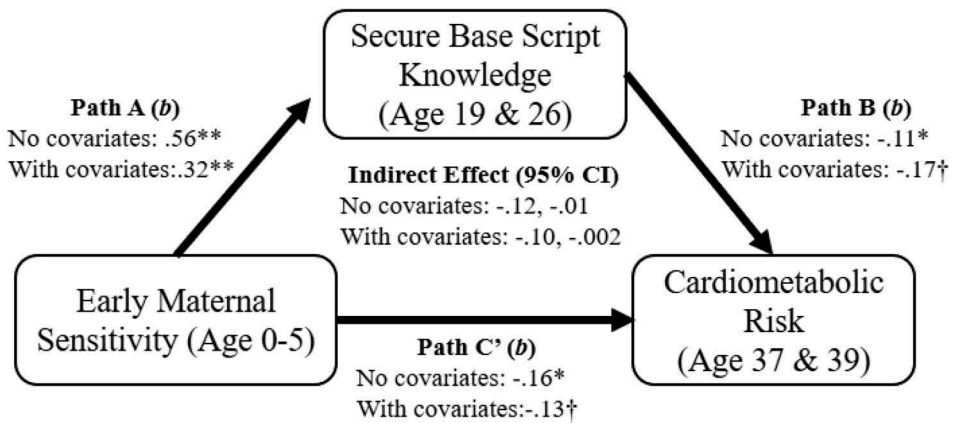 Secure Base Script
Knowledge
(Age 19 & 26)
Path A (b)
No covariates: .56**
With covariates:.32**
Path B (b)
No covariates: -.11*
With covariates: -.17†
Indirect Effect (95% CI)
No covariates: -.12, -.01
With covariates: -.10, -.002
Early Maternal
Sensitivity (Age 0-5)
Cardiometabolic
Risk
(Age 37 & 39)
Path C’ (b)
No covariates: -.16*
With covariates:-.13†